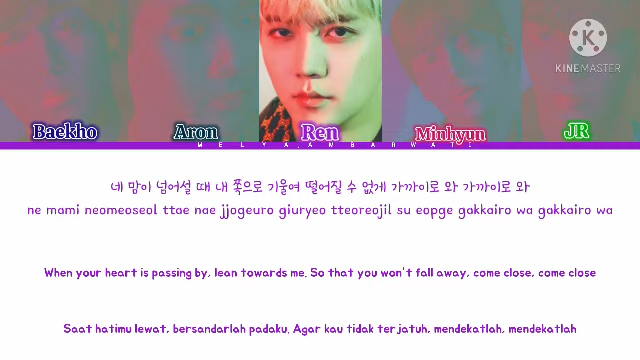 KINEMASTER
Baekho Aron Ren Minhyun JR
MELYA.AMBARWATI
네 맘이 넘어설 때 내 쪽으로 기울여 떨어질 수 없게 가까이로 와 가까이로 와
ne mami neomeoseol ttae nae jjogeuro giuryeo tteoreojil su eopge gakkairo wa gakkairo wa
When your heart is passing by, lean towards me. So that you won't fall away, come close, come close
Saat hatimu lewat, bersandarlah padaku. Agar kau tidak terjatuh, mendekatlah, mendekatlah